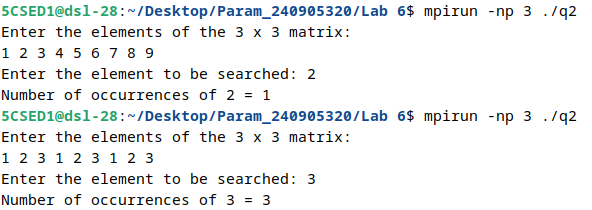 5CSED1@dsl-28:~/Desktop/Param_240905320/Lab 6$ mpirun -np 3 ./q2
Enter the elements of the 3 x 3 matrix:
1 2 3 4 5 6 7 8 9
Enter the element to be searched: 2
Number of occurrences of 2 = 1
5CSED1@dsl-28:~/Desktop/Param_240905320/Lab 6$ mpirun -np 3 ./q2
Enter the elements of the 3 x 3 matrix:
1 2 3 1 2 3 1 2 3
Enter the element to be searched: 3
Number of occurrences of 3 = 3